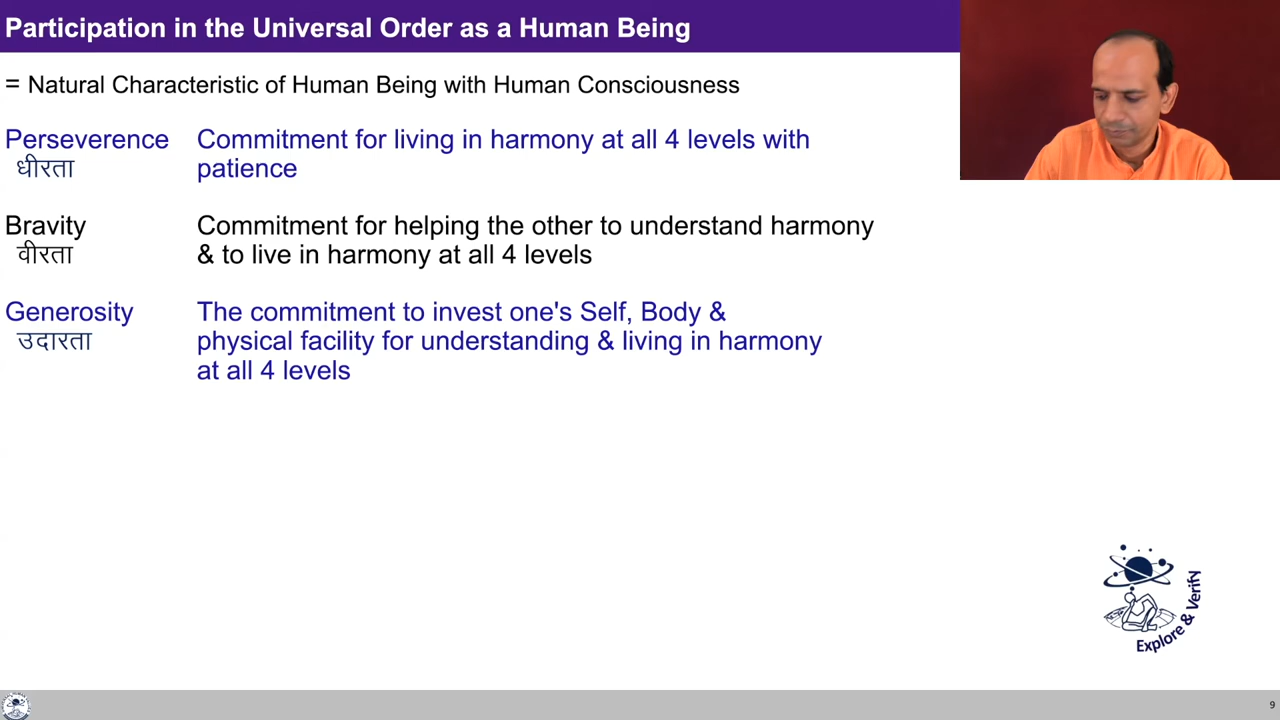 Participation in the Universal Order as a Human Being
= Natural Characteristic of Human Being with Human Consciousness
Perseverence Commitment for living in harmony at all 4 levels with
धीरता patience
Bravity Commitment for helping the other to understand harmony
वीरता & to live in harmony at all 4 levels
Generosity The commitment to invest one's Self, Body &
उदारता physical facility for understanding & living in harmony
at all 4 levels
Explore & Verify
9